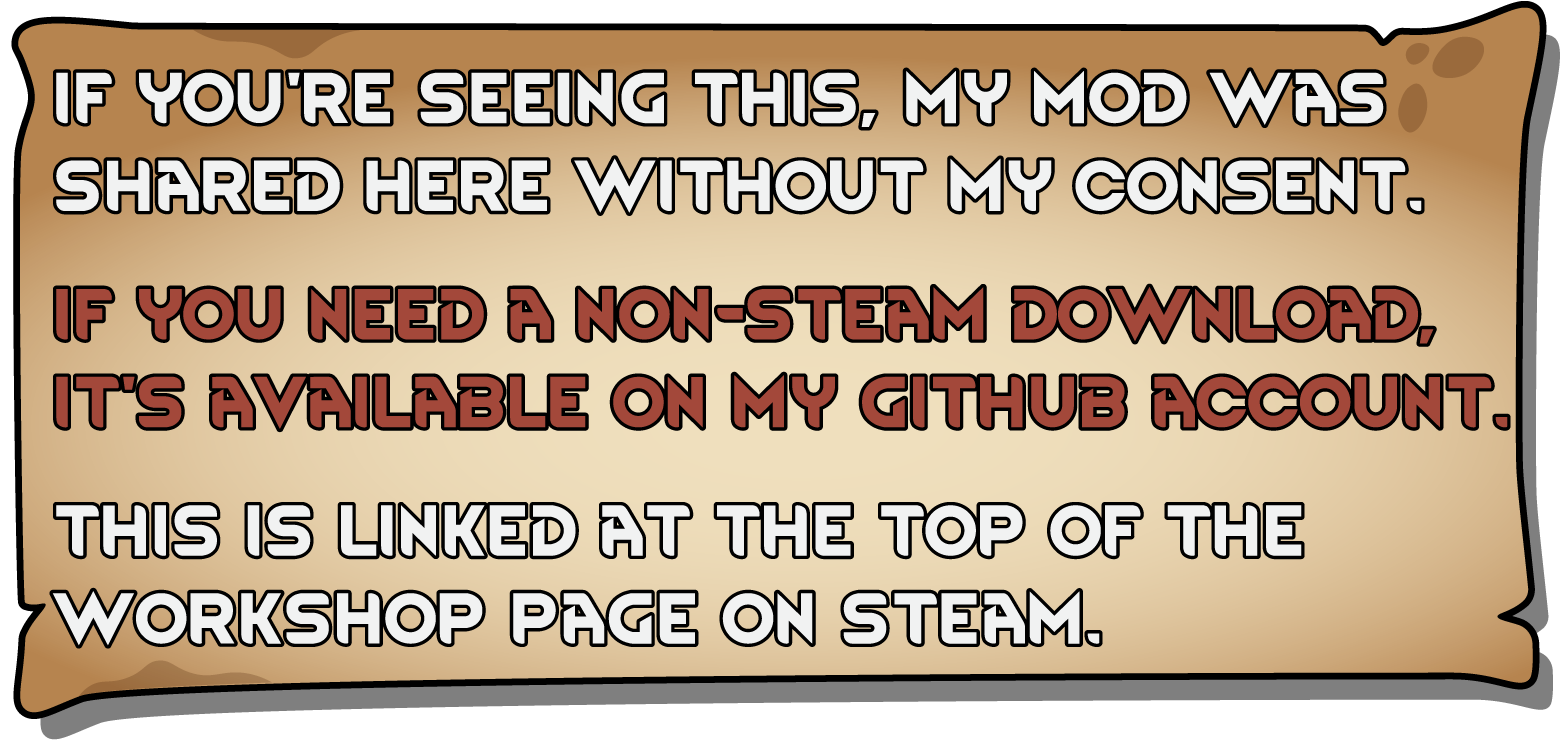 IF YOU'RE SEEING THIS, MY MOD WAS
SHARED HERE WITHOUT MY CONSENT.
IF YOU NEED A NON-STEAM DOWNLOAD,
IT'S AVAILABLE ON MY GITHUB ACCOUNT.
THIS IS LINKED AT THE TOP OF THE
WORKSHOP PAGE ON STEAM.